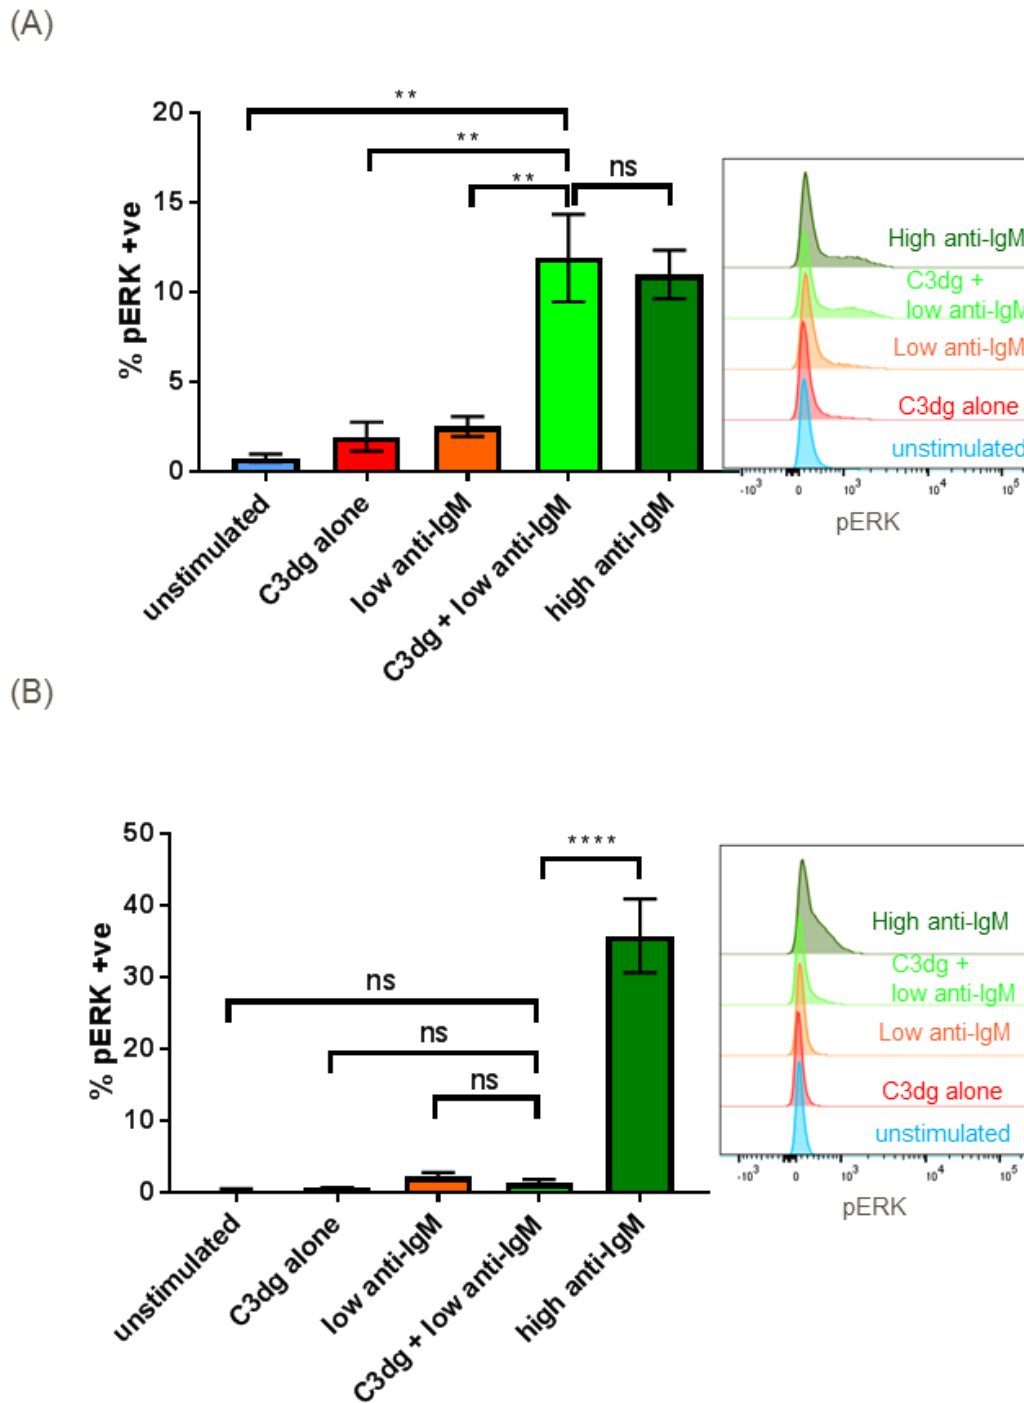 (A)
20
15
10
5
0
% pERK +ve
**
**
**
ns
unstimulated
C3dg alone
low anti-IgM
C3dg + low anti-IgM
high anti-IgM
High anti-IgM
C3dg +
low anti-IgM
Low anti-IgM
C3dg alone
unstimulated
-10³ 0 10³ 10⁴ 10⁵
pERK
(B)
50
40
30
20
10
0
% pERK +ve
****
ns
ns
ns
unstimulated
C3dg alone
low anti-IgM
C3dg + low anti-IgM
high anti-IgM
High anti-IgM
C3dg +
low anti-IgM
Low anti-IgM
C3dg alone
unstimulated
-10³ 0 10³ 10⁴ 10⁵
pERK